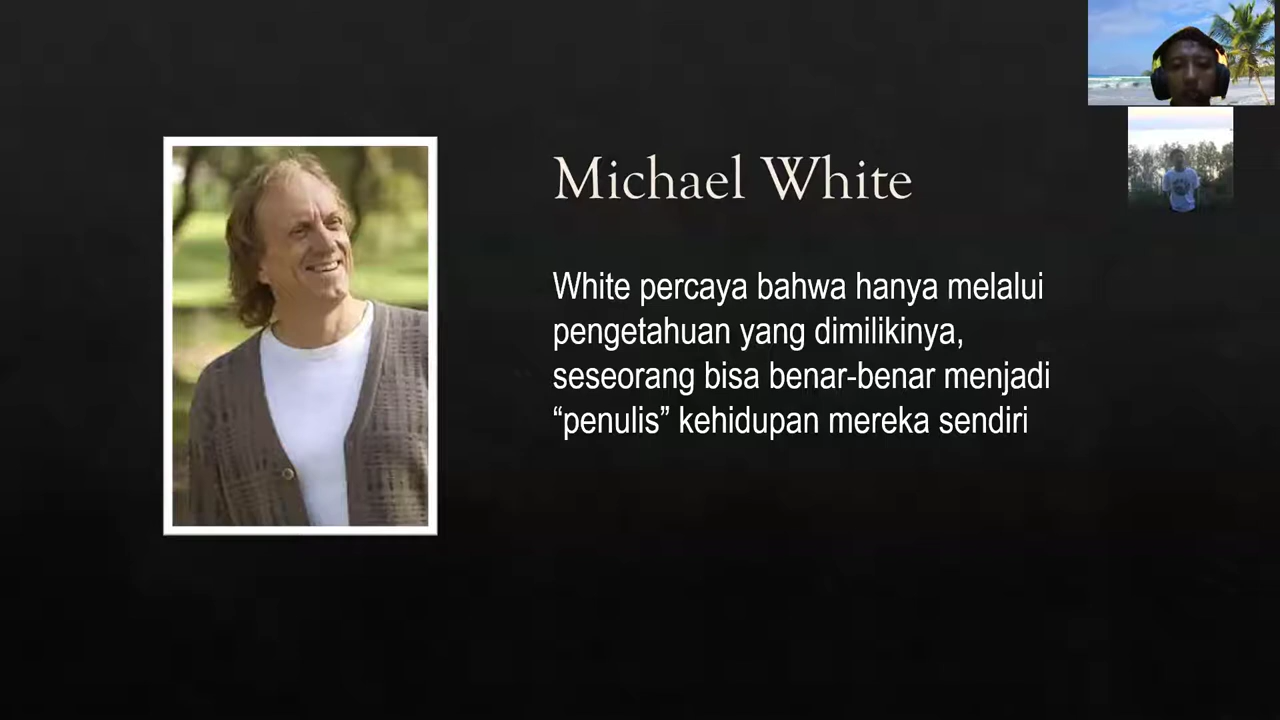 Michael White
White percaya bahwa hanya melalui
pengetahuan yang dimilikinya,
seseorang bisa benar-benar menjadi
“penulis” kehidupan mereka sendiri